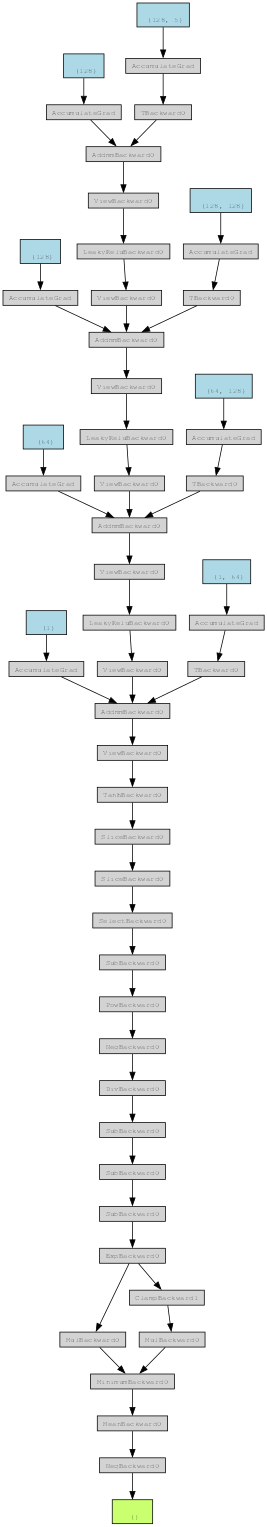 (128)
AccumulateGrad
AccumulateGrad
TBackward0
AddmmBackward0
ViewBackward0
(128, 128)
LeakyReluBackward0
AccumulateGrad
(128)
AccumulateGrad
ViewBackward0
TBackward0
AddmmBackward0
ViewBackward0
(64, 128)
LeakyReluBackward0
AccumulateGrad
(64)
AccumulateGrad
ViewBackward0
TBackward0
AddmmBackward0
ViewBackward0
(1, 64)
LeakyReluBackward0
AccumulateGrad
(1)
AccumulateGrad
ViewBackward0
TBackward0
AddmmBackward0
ViewBackward0
TanhBackward0
SliceBackward0
SliceBackward0
SelectBackward0
SubBackward0
PowBackward0
NegBackward0
DivBackward0
SubBackward0
SubBackward0
SubBackward0
ExpBackward0
ClampBackward1
MulBackward0
MulBackward0
MinimumBackward0
MeanBackward0
NegBackward0
()